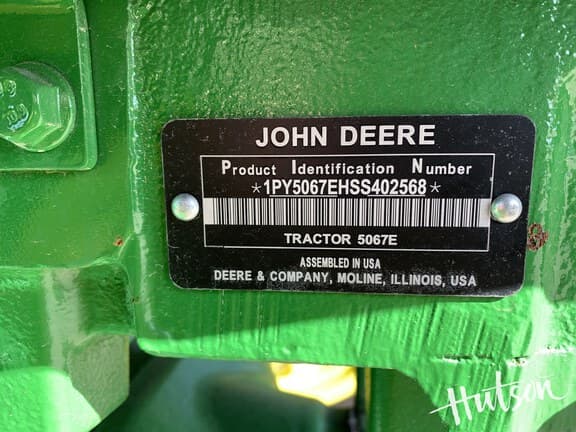 JOHN DEERE
Product Identification Number
*1PY5067EHSS402568*
TRACTOR 5067E
ASSEMBLED IN USA
DEERE & COMPANY, MOLINE, ILLINOIS, USA
Hutson